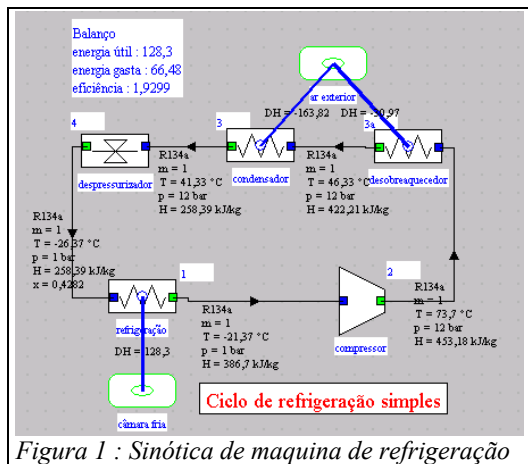 Balanço
energia útil : 128,3
energia gasta : 66,48
eficiência : 1,9299
ar exterior
DH = -163,82
DH = -30,97
4
3
3a
despressurizador
R134a
m = 1
T = 41,33 °C
p = 12 bar
H = 258,39 kJ/kg
condensador
R134a
m = 1
T = 46,33 °C
p = 12 bar
H = 422,21 kJ/kg
desobreaquecedor
R134a
m = 1
T = -26,37 °C
p = 1 bar
H = 258,39 kJ/kg
x = 0,4282
1
refrigeração
DH = 128,3
R134a
m = 1
T = -21,37 °C
p = 1 bar
H = 386,7 kJ/kg
2
compressor
R134a
m = 1
T = 73,7 °C
p = 12 bar
H = 453,18 kJ/kg
câmara fria
Ciclo de refrigeração simples
Figura 1 : Sinótica de maquina de refrigeração